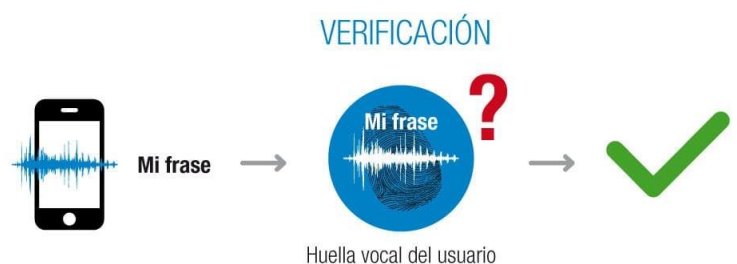 VERIFICACIÓN
Mi frase
Mi frase
?
Huella vocal del usuario